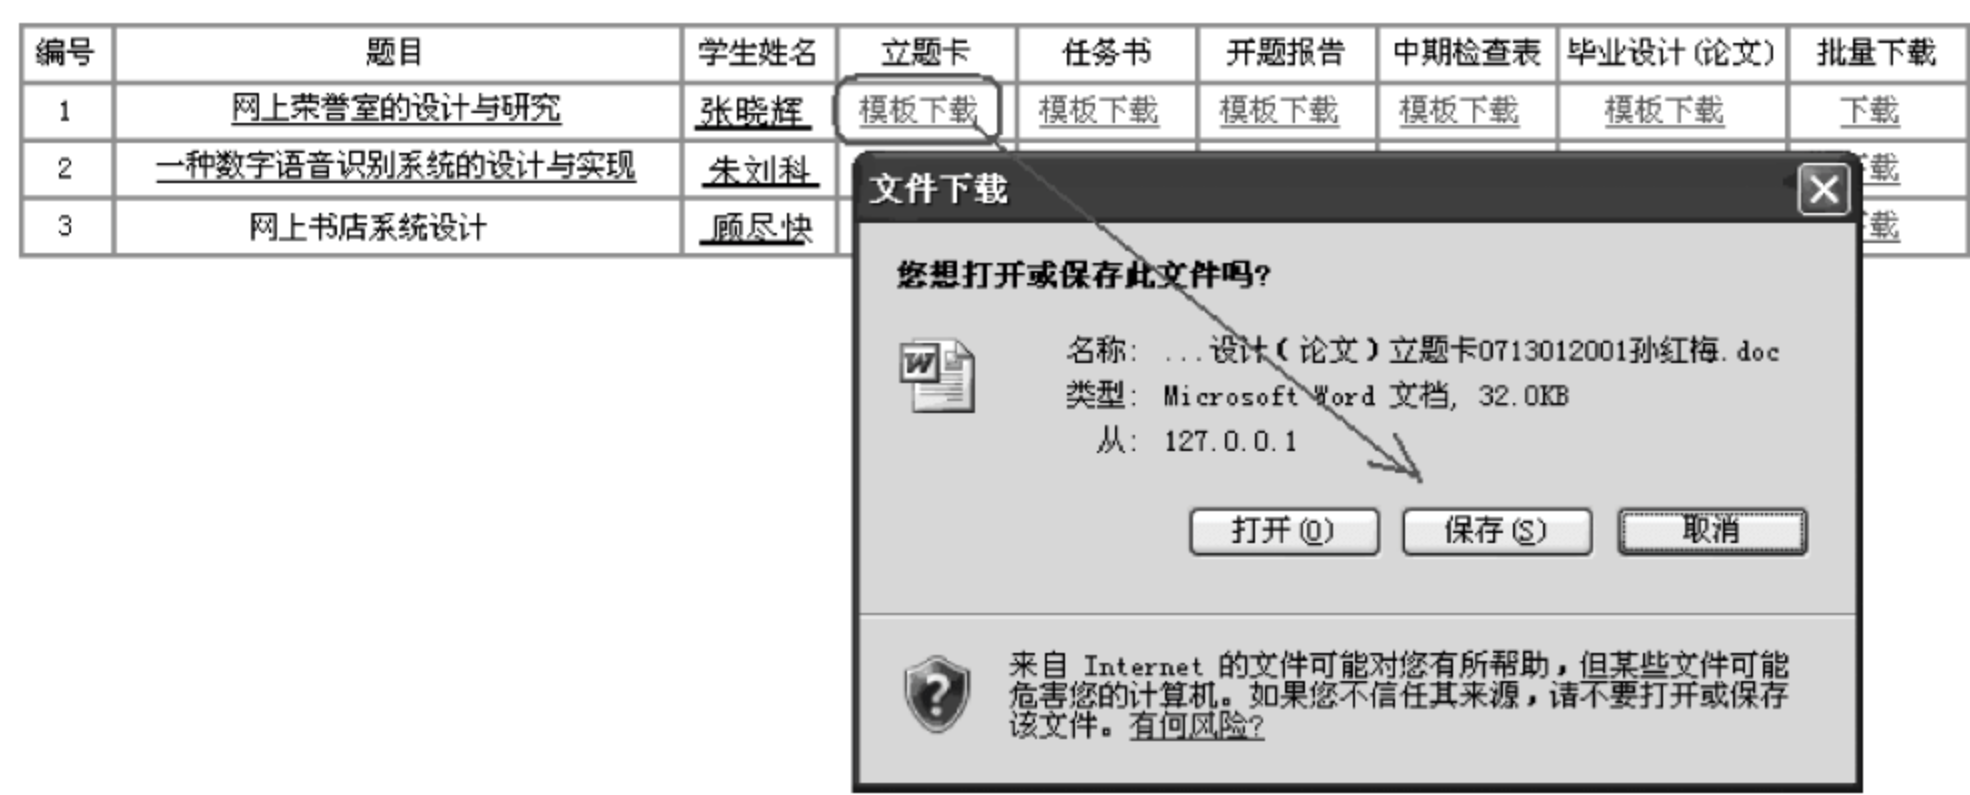 编号 题目 学生姓名 立题卡 任务书 开题报告 中期检查表 毕业设计(论文) 批量下载
1 网上荣誉室的设计与研究 张晓辉 模板下载 模板下载 模板下载 模板下载 模板下载 下载
2 一种数字语音识别系统的设计与实现 朱刘科 载
3 网上书店系统设计 顾尽快 载
文件下载
您想打开或保存此文件吗?
名称: ...设计(论文)立题卡0713012001孙红梅.doc
类型: Microsoft Word 文档, 32.0KB
从: 127.0.0.1
打开(O) 保存(S) 取消
来自 Internet 的文件可能对您有所帮助，但某些文件可能
危害您的计算机。如果您不信任其来源，请不要打开或保存
该文件。有何风险?